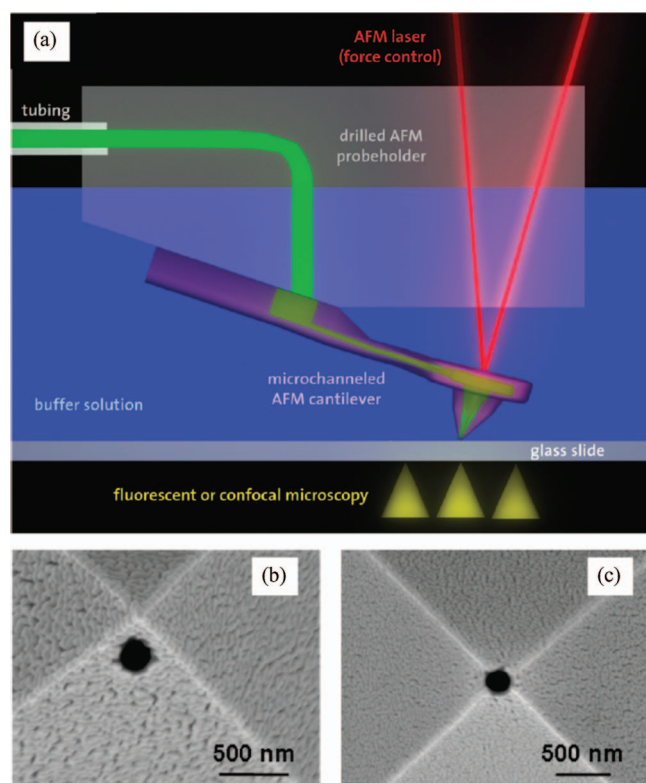 (a)
AFM laser
(force control)
tubing
drilled AFM
probeholder
microchanneled
AFM cantilever
buffer solution
glass slide
fluorescent or confocal microscopy
(b)
500 nm
(c)
500 nm